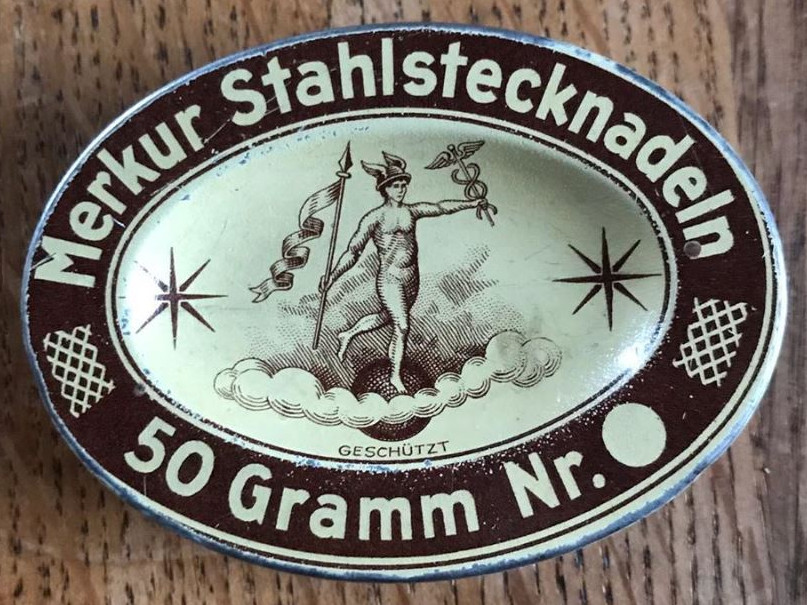 Merkur Stahlstecknadeln
GESCHÜTZT
50 Gramm Nr.